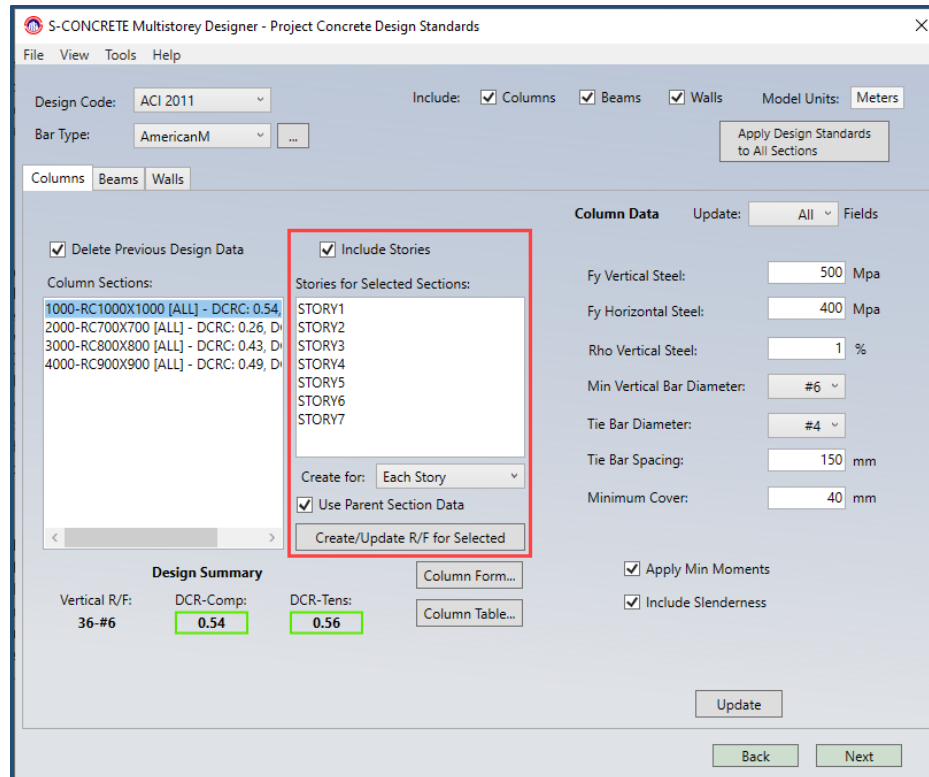 S-CONCRETE Multistorey Designer - Project Concrete Design Standards
File View Tools Help
Design Code: ACI 2011 Include: Columns Beams Walls Model Units: Meters
Bar Type: AmericanM ... Apply Design Standards
to All Sections
Columns Beams Walls
Column Data Update: All Fields
Delete Previous Design Data Include Stories
Column Sections: Stories for Selected Sections:
1000-RC1000X1000 [ALL] - DCRC: 0.54,
2000-RC700X700 [ALL] - DCRC: 0.26, D
3000-RC800X800 [ALL] - DCRC: 0.43, D
4000-RC900X900 [ALL] - DCRC: 0.49, D
STORY1
STORY2
STORY3
STORY4
STORY5
STORY6
STORY7
Create for: Each Story
Use Parent Section Data
Create/Update R/F for Selected
Fy Vertical Steel: 500 Mpa
Fy Horizontal Steel: 400 Mpa
Rho Vertical Steel: 1 %
Min Vertical Bar Diameter: #6
Tie Bar Diameter: #4
Tie Bar Spacing: 150 mm
Minimum Cover: 40 mm
Design Summary
Vertical R/F: DCR-Comp: DCR-Tens:
36-#6 0.54 0.56
Column Form...
Column Table...
Apply Min Moments
Include Slenderness
Update
Back Next